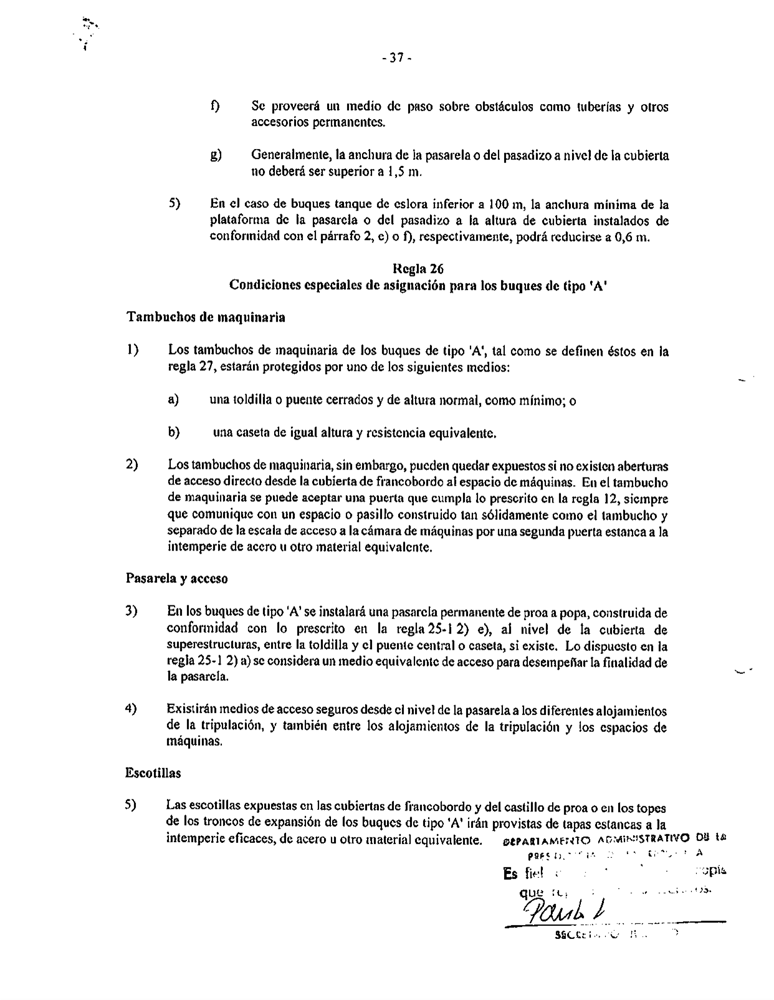 - 37 -
f) Se proveerá un medio de paso sobre obstáculos como tuberías y otros
accesorios permanentes.
g) Generalmente, la anchura de la pasarela o del pasadizo a nivel de la cubierta
no deberá ser superior a 1,5 m.
5) En el caso de buques tanque de eslora inferior a 100 m, la anchura mínima de la
plataforma de la pasarela o del pasadizo a la altura de cubierta instalados de
conformidad con el párrafo 2, e) o f), respectivamente, podrá reducirse a 0,6 m.
Regla 26
Condiciones especiales de asignación para los buques de tipo 'A'
Tambuchos de maquinaria
1) Los tambuchos de maquinaria de los buques de tipo 'A', tal como se definen éstos en la
regla 27, estarán protegidos por uno de los siguientes medios:
a) una toldilla o puente cerrados y de altura normal, como mínimo; o
b) una caseta de igual altura y resistencia equivalente.
2) Los tambuchos de maquinaria, sin embargo, pueden quedar expuestos si no existen aberturas
de acceso directo desde la cubierta de francobordo al espacio de máquinas. En el tambucho
de maquinaria se puede aceptar una puerta que cumpla lo prescrito en la regla 12, siempre
que comunique con un espacio o pasillo construido tan sólidamente como el tambucho y
separado de la escala de acceso a la cámara de máquinas por una segunda puerta estanca a la
intemperie de acero u otro material equivalente.
Pasarela y acceso
3) En los buques de tipo 'A' se instalará una pasarela permanente de proa a popa, construida de
conformidad con lo prescrito en la regla 25-1 2) e), al nivel de la cubierta de
superestructuras, entre la toldilla y el puente central o caseta, si existe. Lo dispuesto en la
regla 25-1 2) a) se considera un medio equivalente de acceso para desempeñar la finalidad de
la pasarela.
4) Existirán medios de acceso seguros desde el nivel de la pasarela a los diferentes alojamientos
de la tripulación, y también entre los alojamientos de la tripulación y los espacios de
máquinas.
Escotillas
5) Las escotillas expuestas en las cubiertas de francobordo y del castillo de proa o en los topes
de los troncos de expansión de los buques de tipo 'A' irán provistas de tapas estancas a la
intemperie eficaces, de acero u otro material equivalente.
DEPARTAMENTO ADMINISTRATIVO DE LA
Es fiel
que